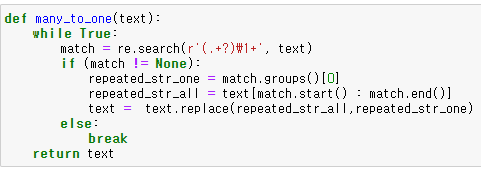 def many_to_one(text):
    while True:
        match = re.search(r'(.+?)₩1+', text)
        if (match != None):
            repeated_str_one = match.groups()[0]
            repeated_str_all = text[match.start() : match.end()]
            text =  text.replace(repeated_str_all,repeated_str_one)
        else:
            break
    return text